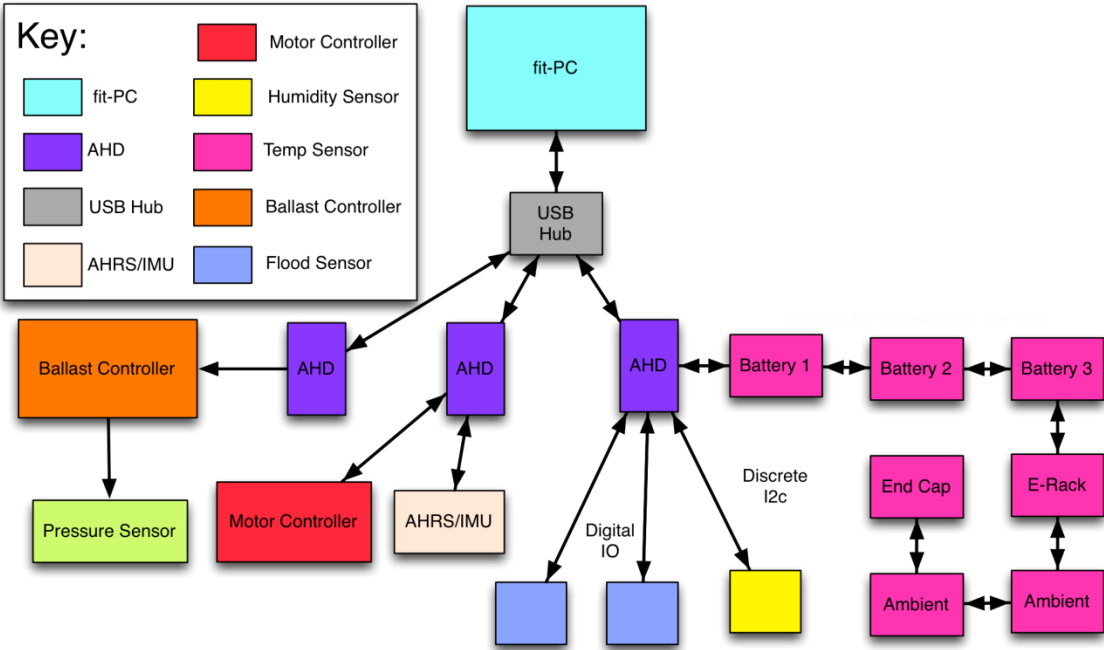 Key:
Motor Controller
fit-PC
Humidity Sensor
AHD
Temp Sensor
USB Hub
Ballast Controller
AHRS/IMU
Flood Sensor
fit-PC
USB
Hub
Ballast Controller
AHD
AHD
AHD
Battery 1
Battery 2
Battery 3
Pressure Sensor
Motor Controller
AHRS/IMU
Digital
IO
Discrete
I2c
End Cap
E-Rack
Ambient
Ambient